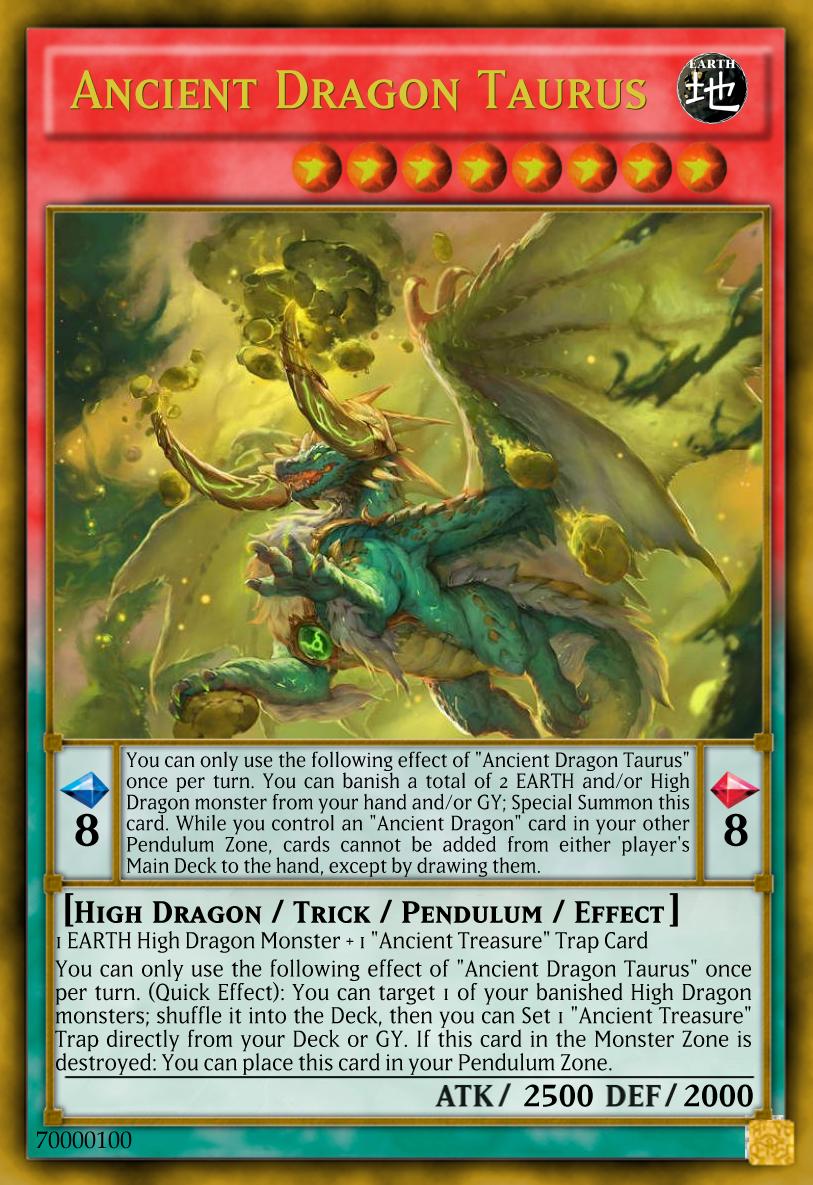 Ancient Dragon Taurus
EARTH
地
You can only use the following effect of "Ancient Dragon Taurus"
once per turn. You can banish a total of 2 EARTH and/or High
Dragon monster from your hand and/or GY; Special Summon this
card. While you control an "Ancient Dragon" card in your other
Pendulum Zone, cards cannot be added from either player's
Main Deck to the hand, except by drawing them.
8
8
[High Dragon / Trick / Pendulum / Effect]
1 EARTH High Dragon Monster + 1 "Ancient Treasure" Trap Card
You can only use the following effect of "Ancient Dragon Taurus" once
per turn. (Quick Effect): You can target 1 of your banished High Dragon
monsters; shuffle it into the Deck, then you can Set 1 "Ancient Treasure"
Trap directly from your Deck or GY. If this card in the Monster Zone is
destroyed: You can place this card in your Pendulum Zone.
ATK/ 2500 DEF/ 2000
70000100